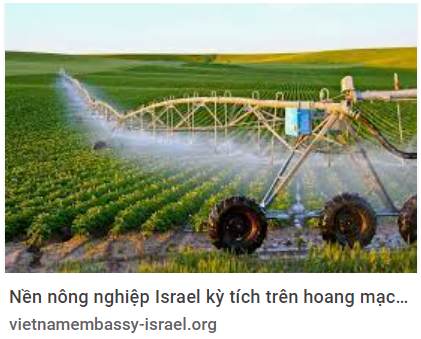 Nền nông nghiệp Israel kỳ tích trên hoang mạc...
vietnamembassy-israel.org